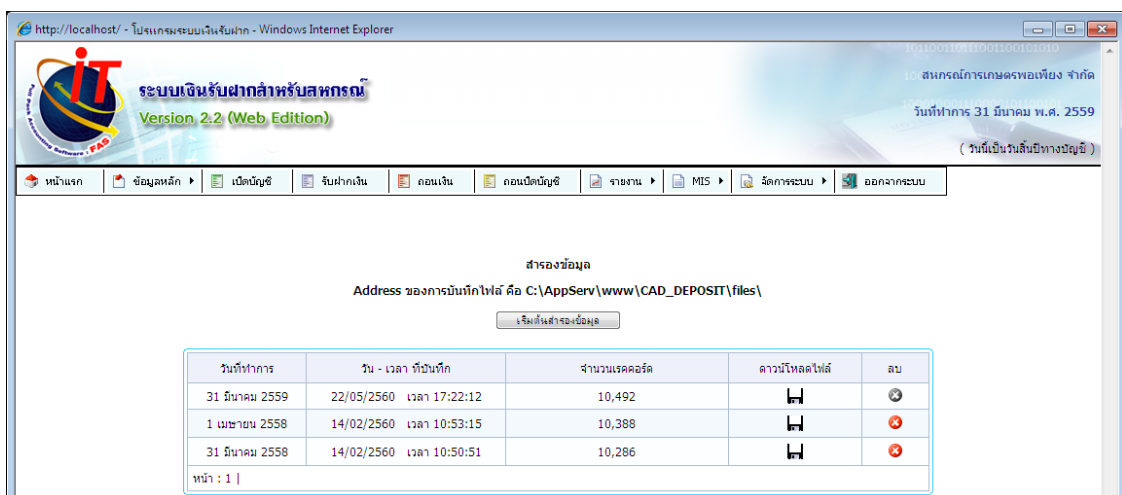 http://localhost/ - โปรแกรมระบบเงินรับฝาก - Windows Internet Explorer
iT
Full Pack Accounting Software : FAS
ระบบเงินรับฝากสำหรับสหกรณ์
Version 2.2 (Web Edition)
สหกรณ์การเกษตรพอเพียง จำกัด
วันที่ทำการ 31 มีนาคม พ.ศ. 2559
( วันนี้เป็นวันสิ้นปีทางบัญชี )
หน้าแรก ข้อมูลหลัก เปิดบัญชี รับฝากเงิน ถอนเงิน ถอนปิดบัญชี รายงาน MIS จัดการระบบ ออกจากระบบ
สำรองข้อมูล
Address ของการบันทึกไฟล์ คือ C:\AppServ\www\CAD_DEPOSIT\files\
เริ่มต้นสำรองข้อมูล
วันที่ทำการ วัน - เวลา ที่บันทึก จำนวนเรคคอร์ด ดาวน์โหลดไฟล์ ลบ
31 มีนาคม 2559 22/05/2560 เวลา 17:22:12 10,492
1 เมษายน 2558 14/02/2560 เวลา 10:53:15 10,388
31 มีนาคม 2558 14/02/2560 เวลา 10:50:51 10,286
หน้า : 1 |